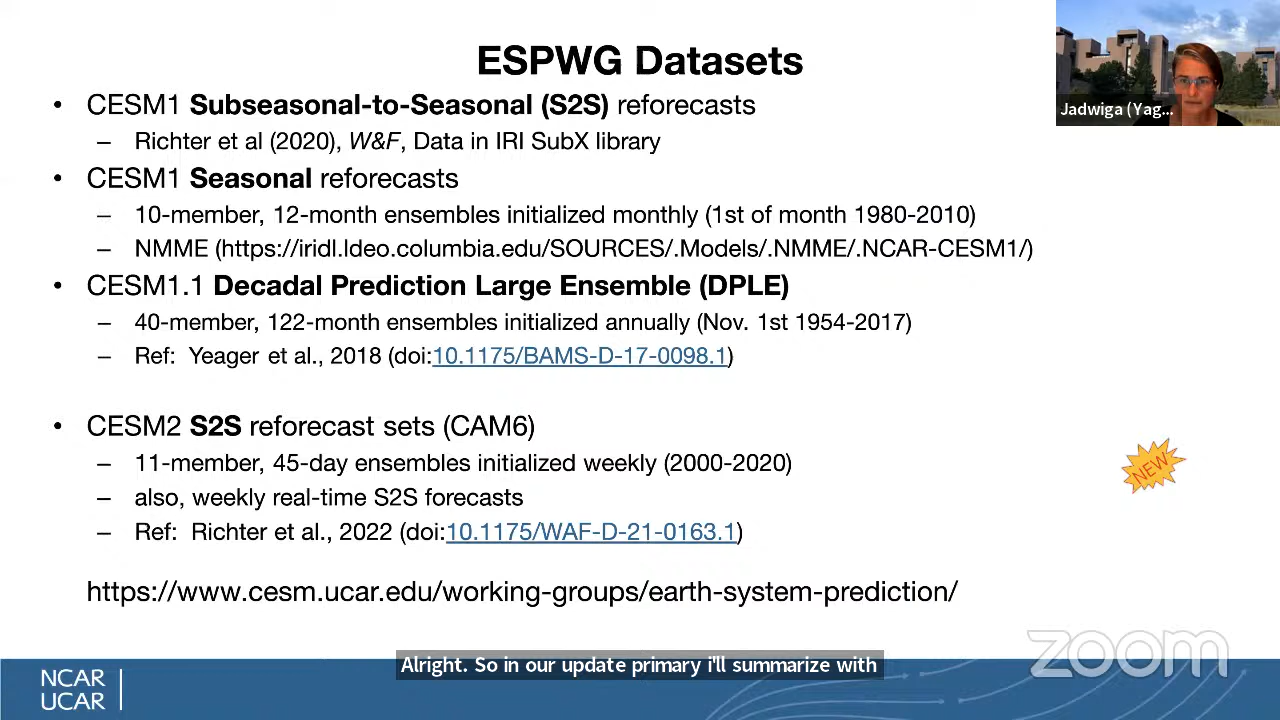 ESPWG Datasets
Jadwiga (Yag...
• CESM1 Subseasonal-to-Seasonal (S2S) reforecasts
– Richter et al (2020), W&F, Data in IRI SubX library
• CESM1 Seasonal reforecasts
– 10-member, 12-month ensembles initialized monthly (1st of month 1980-2010)
– NMME (https://iridl.ldeo.columbia.edu/SOURCES/.Models/.NMME/.NCAR-CESM1/)
• CESM1.1 Decadal Prediction Large Ensemble (DPLE)
– 40-member, 122-month ensembles initialized annually (Nov. 1st 1954-2017)
– Ref: Yeager et al., 2018 (doi:10.1175/BAMS-D-17-0098.1)
• CESM2 S2S reforecast sets (CAM6)
– 11-member, 45-day ensembles initialized weekly (2000-2020)
NEW
– also, weekly real-time S2S forecasts
– Ref: Richter et al., 2022 (doi:10.1175/WAF-D-21-0163.1)
https://www.cesm.ucar.edu/working-groups/earth-system-prediction/
zoom
Alright. So in our update primary i'll summarize with
NCAR
UCAR